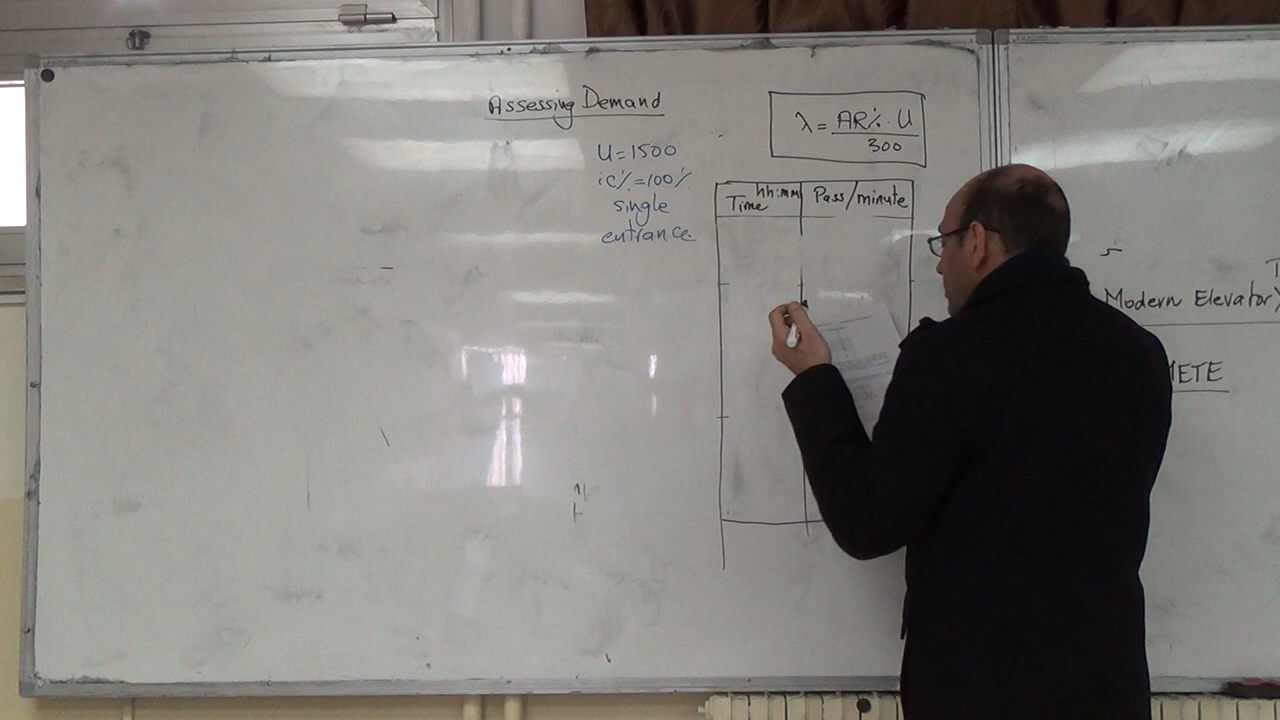 Assessing Demand
λ = AR%. U
300
U=1500
ic%=100%
single
entrance
Time hh:mm
Pass/minute
Modern Elevator
METE